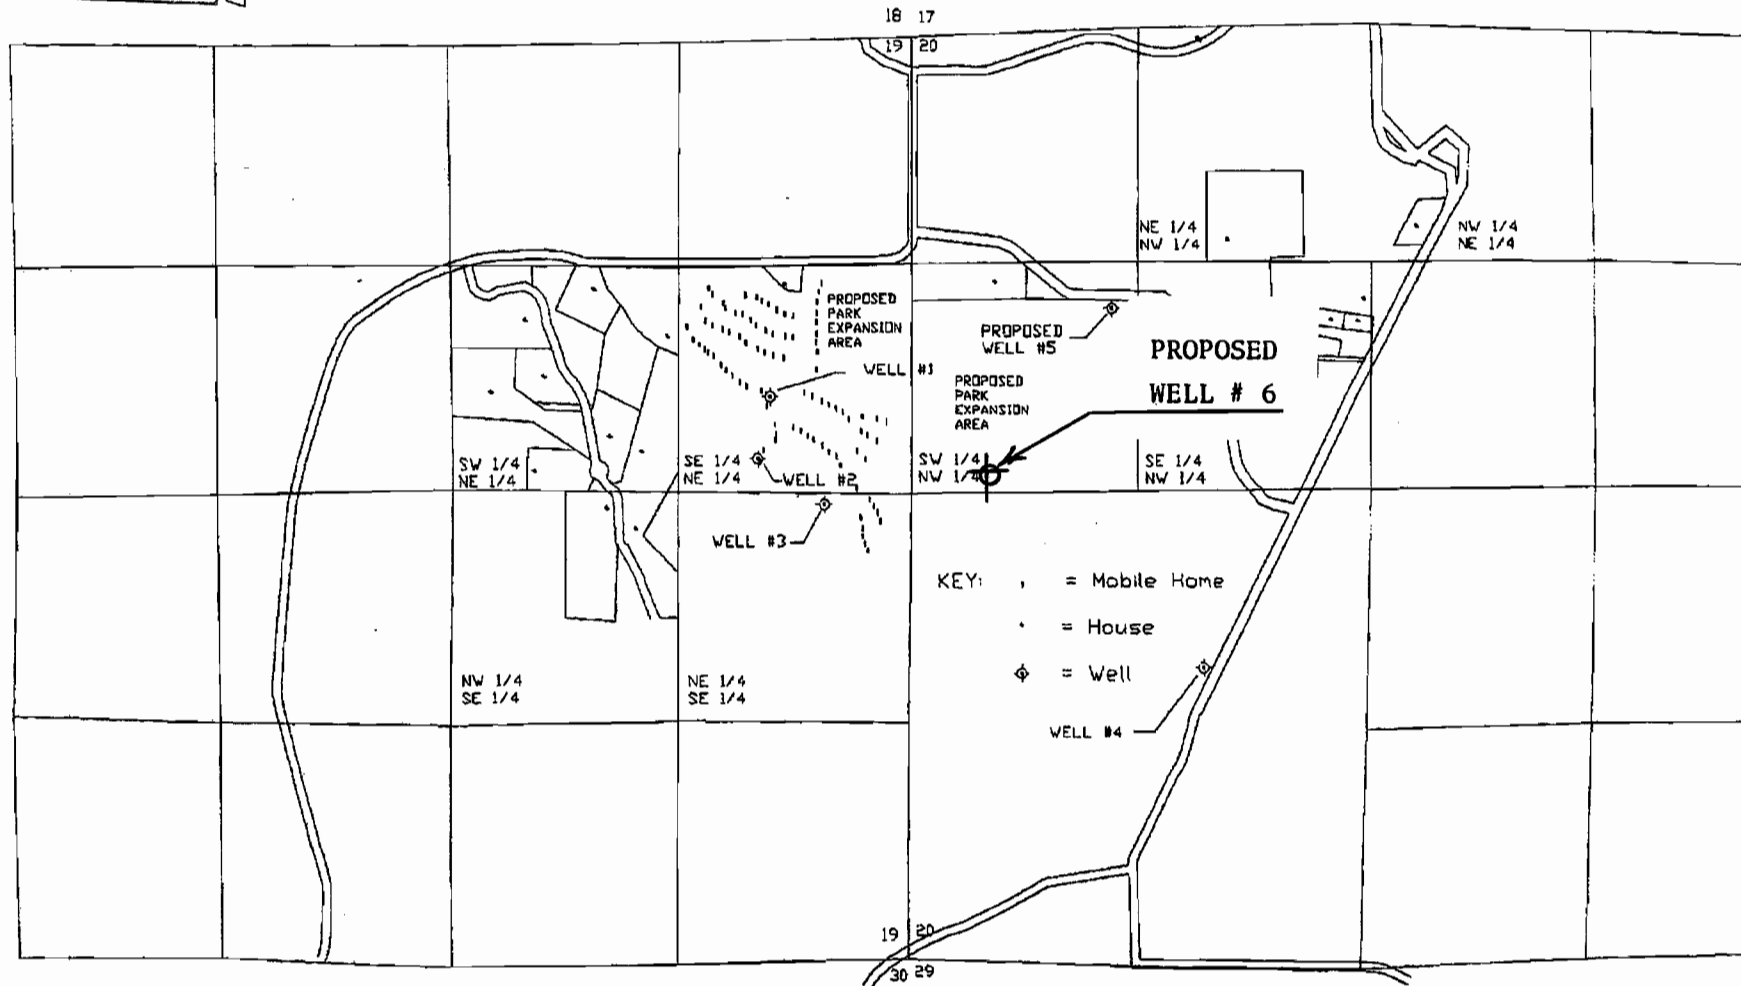 18 17
19 20
NE 1/4
NW 1/4
NW 1/4
NE 1/4
PROPOSED
PARK
EXPANSION
AREA
PROPOSED
WELL #5
PROPOSED
WELL # 6
WELL #1
PROPOSED
PARK
EXPANSION
AREA
SW 1/4
NE 1/4
SE 1/4
NE 1/4
WELL #2
SW 1/4
NW 1/4
SE 1/4
NW 1/4
WELL #3
KEY: = Mobile Home
= House
= Well
NW 1/4
SE 1/4
NE 1/4
SE 1/4
WELL #4
19 20
30 29